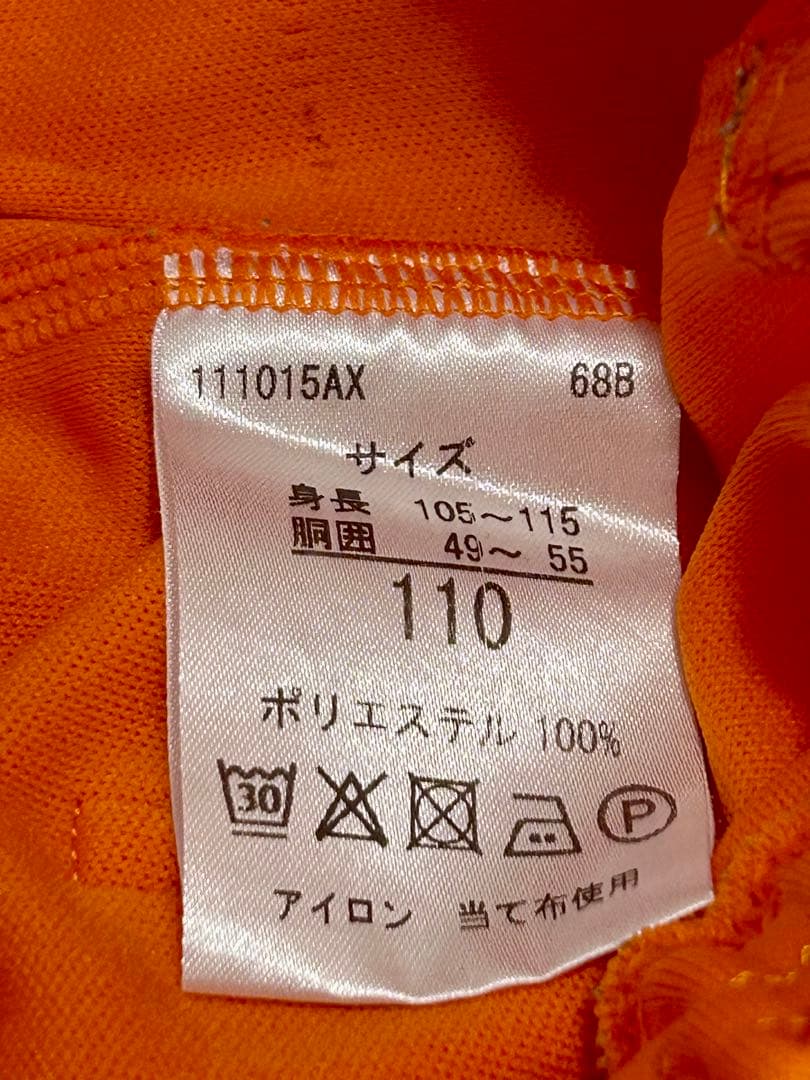 111015AX 68B
サイズ
身長 105～115
胴囲 49～ 55
110
ポリエステル 100%
30 P
アイロン 当て布使用